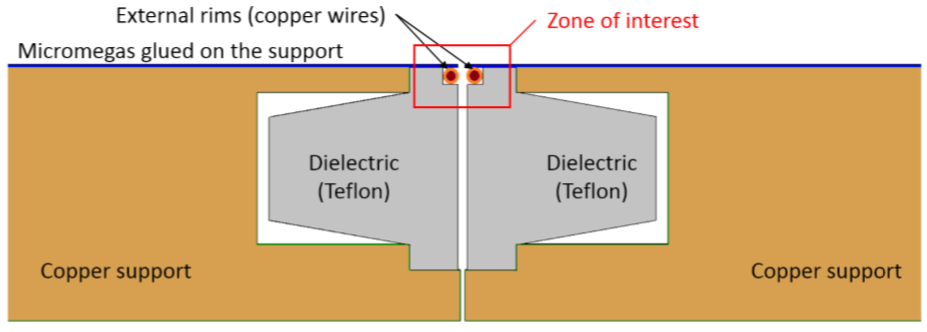 External rims (copper wires)
Zone of interest
Micromegas glued on the support
Dielectric
(Teflon)
Dielectric
(Teflon)
Copper support
Copper support